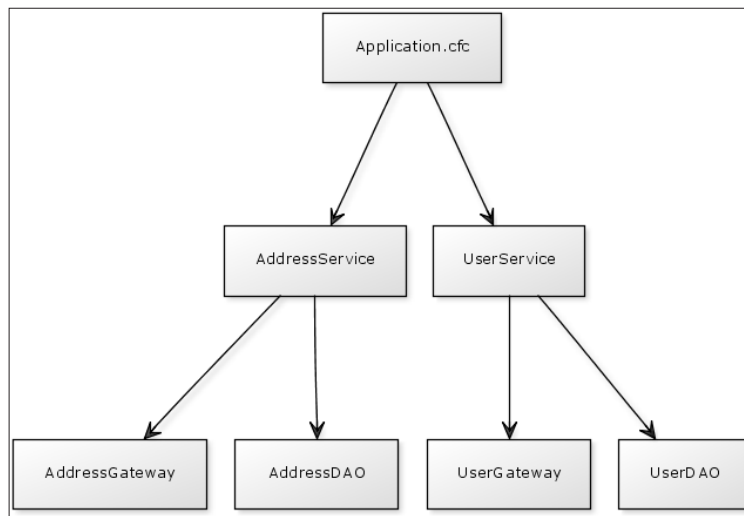 Application.cfc
AddressService
UserService
AddressGateway
AddressDAO
UserGateway
UserDAO